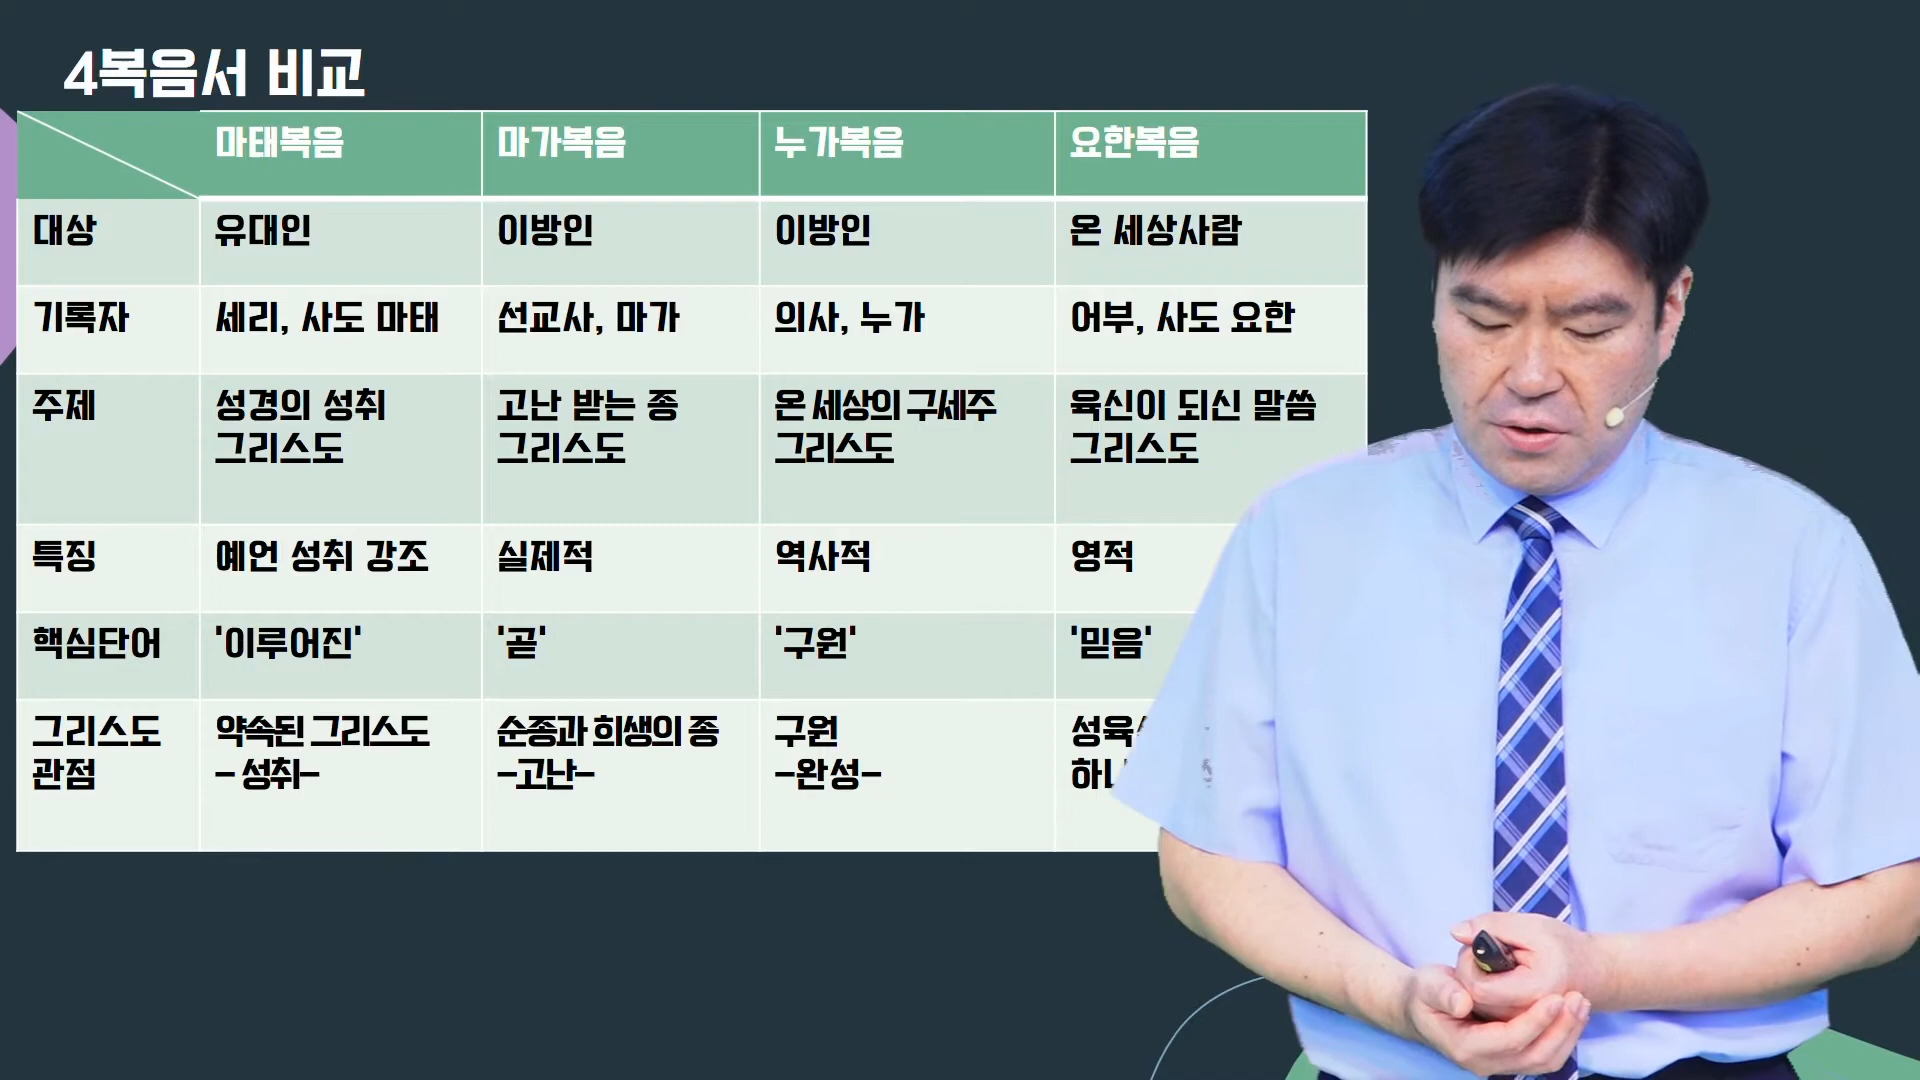 4복음서 비교
마태복음 마가복음 누가복음 요한복음
대상 유대인 이방인 이방인 온 세상사람
기록자 세리, 사도 마태 선교사, 마가 의사, 누가 어부, 사도 요한
주제 성경의 성취 고난 받는 종 온 세상의 구세주 육신이 되신 말씀
그리스도 그리스도 그리스도 그리스도
특징 예언 성취 강조 실제적 역사적 영적
핵심단어 '이루어진' '곧' '구원' '믿음'
그리스도 약속된 그리스도 순종과 희생의 종 구원
관점 - 성취- -고난- -완성-